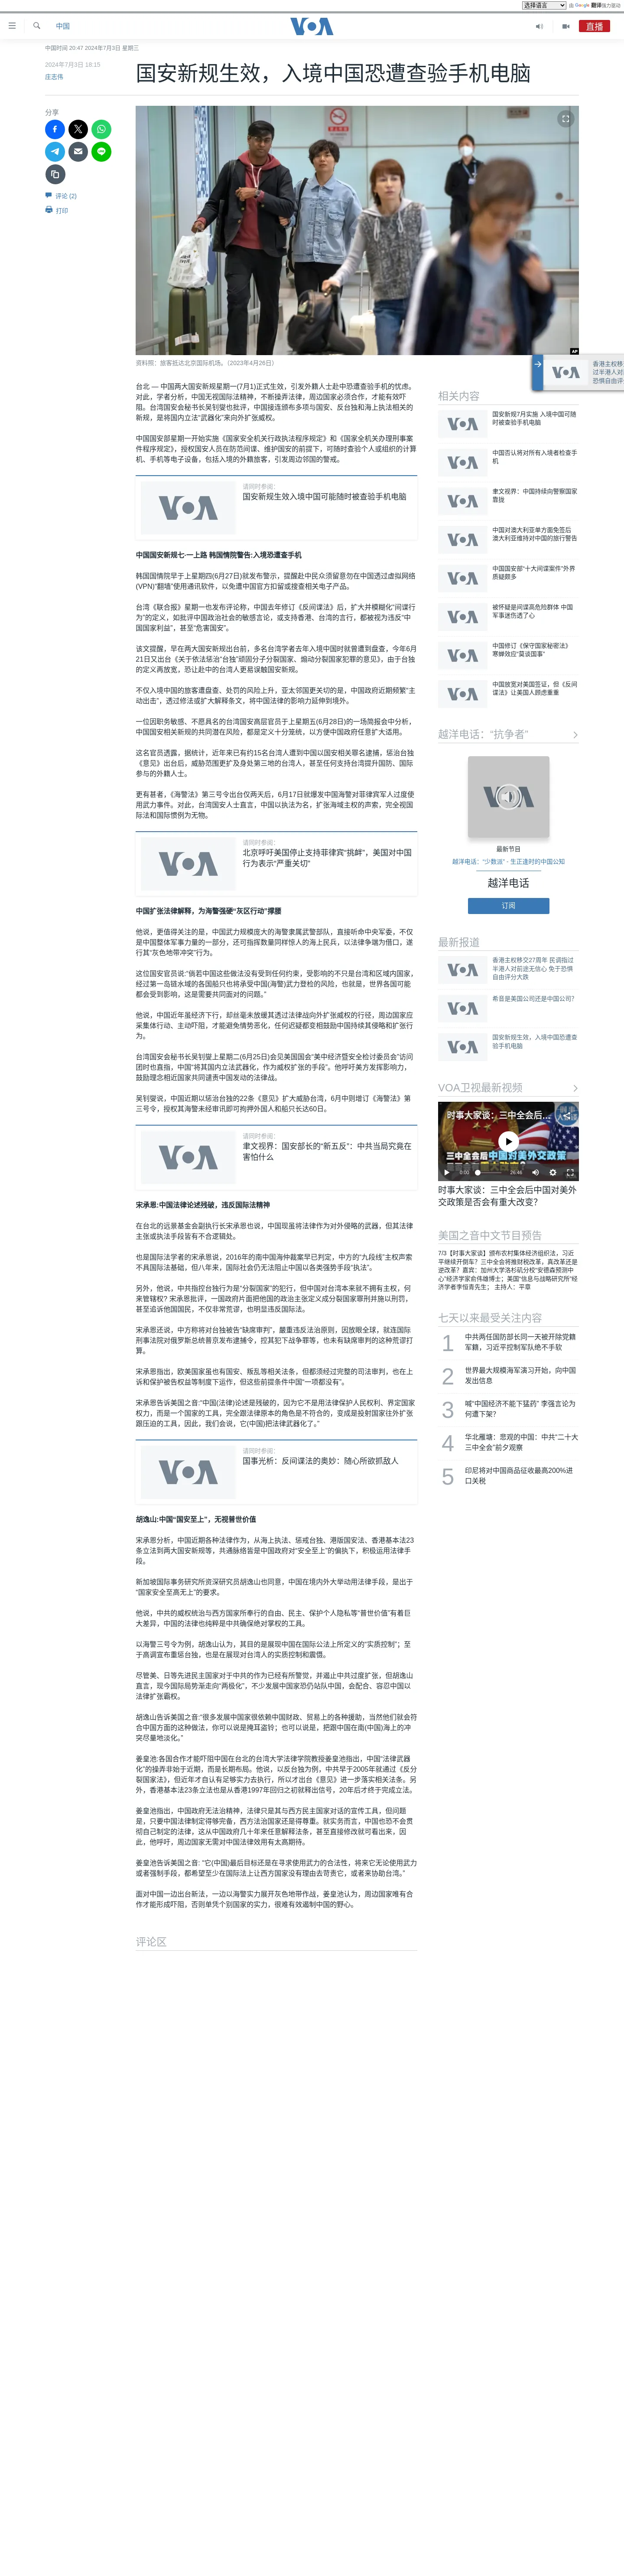 选择语言 由 Google 翻译强力驱动
中国
VOA
直播
中国时间 20:47 2024年7月3日 星期三
2024年7月3日 18:15
庄志伟
国安新规生效，入境中国恐遭查验手机电脑
分享
评论 (2)
打印
AP
资料照：旅客抵达北京国际机场。（2023年4月26日）
台北 — 中国两大国安新规星期一(7月1)正式生效，引发外籍人士赴中恐遭查验手机的忧虑。
对此，学者分析，中国无视国际法精神，不断操弄法律，周边国家必须合作，才能有效吓
阻。台湾国安会秘书长吴钊燮也批评，中国接连颁布多项与国安、反台独和海上执法相关的
新规，是将国内立法“武器化”来向外扩张威权。
中国国安部星期一开始实施《国家安全机关行政执法程序规定》和《国家安全机关办理刑事案
件程序规定》，授权国安人员在防范间谍、维护国安的前提下，可随时查验个人或组织的计算
机、手机等电子设备，包括入境的外籍旅客，引发周边邻国的警戒。
请同时参阅：
国安新规生效入境中国可能随时被查验手机电脑
中国国安新规七·一上路 韩国情院警告:入境恐遭查手机
韩国国情院早于上星期四(6月27日)就发布警示，提醒赴中民众须留意勿在中国透过虚拟网络
(VPN)“翻墙”使用通讯软件，以免遭中国官方扣留或接受搜查相关电子产品。
台湾《联合报》星期一也发布评论称，中国去年修订《反间谍法》后，扩大并模糊化“间谍行
为”的定义，如批评中国政治社会的敏感言论，或支持香港、台湾的言行，都被视为违反“中
国国家利益”，甚至“危害国安”。
该文提醒，早在两大国安新规出台前，多名台湾学者去年入境中国时就曾遭到盘查，今年6月
21日又出台《关于依法惩治“台独”顽固分子分裂国家、煽动分裂国家犯罪的意见》，由于台独
的定义再放宽，恐让赴中的台湾人更易误触国安新规。
不仅入境中国的旅客遭盘查、处罚的风险上升，亚太邻国更关切的是，中国政府近期频繁“主
动出击”，透过修法或扩大解释条文，将中国法律的影响力延伸到境外。
一位因职务敏感、不愿具名的台湾国安高层官员于上星期五(6月28日)的一场简报会中分析，
中国国安相关新规的共同潜在风险，都是定义十分笼统，以方便中国政府任意扩大适用。
这名官员透露，据统计，近年来已有约15名台湾人遭到中国以国安相关罪名逮捕，惩治台独
《意见》出台后，威胁范围更扩及身处第三地的台湾人，甚至任何支持台湾提升国防、国际
参与的外籍人士。
更有甚者，《海警法》第三号令出台仅两天后，6月17日就爆发中国海警对菲律宾军人过度使
用武力事件。对此，台湾国安人士直言，中国以执法为名，扩张海域主权的声索，完全视国
际法和国际惯例为无物。
请同时参阅：
北京呼吁美国停止支持菲律宾“挑衅”，美国对中国
行为表示“严重关切”
中国扩张法律解释，为海警强硬“灰区行动”撑腰
他说，更值得关注的是，中国武力规模庞大的海警隶属武警部队，直接听命中央军委，不仅
是中国整体军事力量的一部分，还可指挥数量同样惊人的海上民兵，以法律争端为借口，遂
行其“灰色地带冲突”行为。
这位国安官员说:“倘若中国这些做法没有受到任何约束，受影响的不只是台湾和区域内国家，
经过第一岛链水域的各国船只也将承受中国(海警)武力登检的风险，也就是，世界各国可能
都会受到影响，这是需要共同面对的问题。”
他说，中国近年虽经济下行，却丝毫未放缓其透过法律战向外扩张威权的行径，周边国家应
采集体行动、主动吓阻，才能避免情势恶化，任何迟疑都变相鼓励中国持续其侵略和扩张行
为。
台湾国安会秘书长吴钊燮上星期二(6月25日)会见美国国会“美中经济暨安全检讨委员会”访问
团时也直指，中国“将其国内立法武器化，作为威权扩张的手段”。他呼吁美方发挥影响力，
鼓励理念相近国家共同谴责中国发动的法律战。
吴钊燮说，中国近期以惩治台独的22条《意见》扩大威胁台湾，6月中则增订《海警法》第
三号令，授权其海警未经审讯即可拘押外国人和船只长达60日。
请同时参阅：
聿文视界：国安部长的“新五反”：中共当局究竟在
害怕什么
宋承恩:中国法律论述残破，违反国际法精神
在台北的远景基金会副执行长宋承恩也说，中国现虽将法律作为对外侵略的武器，但其法律
主张或执法手段皆有不合逻辑处。
也是国际法学者的宋承恩说，2016年的南中国海仲裁案早已判定，中方的“九段线”主权声索
不具国际法基础，但八年来，国际社会仍无法阻止中国以各类强势手段“执法”。
另外，他说，中共指控台独行为是“分裂国家”的犯行，但中国对台湾本来就不拥有主权，何
来管辖权？宋承恩批评，一国政府片面把他国的政治主张定义成分裂国家罪刑并施以刑罚，
甚至追诉他国国民，不仅非常荒谬，也明显违反国际法。
宋承恩还说，中方称将对台独被告“缺席审判”，最重违反法治原则，因放眼全球，就连国际
刑事法院对俄罗斯总统普京发布逮捕令，控其犯下战争罪等，也未有缺席审判的这种荒谬打
算。
宋承恩指出，欧美国家虽也有国安、叛乱等相关法条，但都须经过完整的司法审判，也在上
诉和保护被告权益等制度下运作，但这些前提条件中国“一项都没有”。
宋承恩告诉美国之音:“中国(法律)论述是残破的，因为它不是用法律保护人民权利、界定国家
权力，而是一个国家的工具，完全跟法律原本的角色是不符合的，变成是投射国家往外扩张
跟压迫的工具，因此，我们会说，它(中国)把法律武器化了。”
请同时参阅：
国事光析：反间谍法的奥妙：随心所欲抓敌人
胡逸山:中国“国安至上”，无视普世价值
宋承恩分析，中国近期各种法律作为，从海上执法、惩戒台独、港版国安法、香港基本法23
条立法到两大国安新规等，共通脉络皆是中国政府对“安全至上”的偏执下，积极运用法律手
段。
新加坡国际事务研究所资深研究员胡逸山也同意，中国在境内外大举动用法律手段，是出于
“国家安全至高无上”的要求。
他说，中共的威权统治与西方国家所奉行的自由、民主、保护个人隐私等“普世价值”有着巨
大差异，中国的法律也纯粹是中共确保绝对掌权的工具。
以海警三号令为例，胡逸山认为，其目的是展现中国在国际公法上所定义的“实质控制”；至
于高调宣布重惩台独，也是在展现对台湾人的实质控制和震慑。
尽管美、日等先进民主国家对于中共的作为已经有所警觉，并遏止中共过度扩张，但胡逸山
直言，现今国际局势渐走向“两极化”，不少发展中国家恐仍站队中国，会配合、容忍中国以
法律扩张霸权。
胡逸山告诉美国之音:“很多发展中国家很依赖中国财政、贸易上的各种援助，当然他们就会符
合中国方面的这种做法，你可以说是掩耳盗铃；也可以说是，把跟中国在南(中国)海上的冲
突尽量地淡化。”
姜皇池:各国合作才能吓阻中国在台北的台湾大学法律学院教授姜皇池指出，中国“法律武器
化”的操弄非始于近期，而是长期布局。他说，以反台独为例，中共早于2005年就通过《反分
裂国家法》，但近年才自认有足够实力去执行，所以才出台《意见》进一步落实相关法务。另
外，香港基本法23条立法也是从香港1997年回归之初就释出信号，20年后才终于完成立法。
姜皇池指出，中国政府无法治精神，法律只是其与西方民主国家对话的宣传工具，但问题
是，只要中国法律制定得够完备，西方法治国家还是得尊重。就实务而言，中国也恐不会贯
彻自己制定的法律，这从中国政府几十年来任意解释法条，甚至直接修改就可看出来，因
此，他呼吁，周边国家无需对中国法律效用有太高期待。
姜皇池告诉美国之音: “它(中国)最后目标还是在寻求使用武力的合法性，将来它无论使用武力
或者强制手段，都希望至少在国际法上让西方国家没有理由去苛责它，或者来协助台湾。”
面对中国一边出台新法，一边以海警实力展开灰色地带作战，姜皇池认为，周边国家唯有合
作才能形成吓阻，否则单凭个别国家的实力，很难有效遏制中国的野心。
评论区
香港主权移
过半港人对
恐惧自由评
相关内容
国安新规7月实施 入境中国可随
时被查验手机电脑
中国否认将对所有入境者检查手
机
聿文视界：中国持续向警察国家
靠拢
中国对澳大利亚单方面免签后
澳大利亚维持对中国的旅行警告
中国国安部“十大间谍案件”外界
质疑颇多
被怀疑是间谍高危险群体 中国
军事迷伤透了心
中国修订《保守国家秘密法》
寒蝉效应“莫谈国事”
中国放宽对美国签证，但《反间
谍法》让美国人顾虑重重
越洋电话：“抗争者”
最新节目
越洋电话：“少数派” - 生正逢时的中国公知
越洋电话
订阅
最新报道
香港主权移交27周年 民调指过
半港人对前途无信心 免于恐惧
自由评分大跌
希音是美国公司还是中国公司？
国安新规生效，入境中国恐遭查
验手机电脑
VOA卫视最新视频
时事大家谈：三中全会后…
三中全会后中国对美外交政策
0:00 26:46
时事大家谈：三中全会后中国对美外
交政策是否会有重大改变？
美国之音中文节目预告
7/3【时事大家谈】颁布农村集体经济组织法，习近
平继续开倒车？三中全会将推财税改革，真改革还是
逆改革？嘉宾：加州大学洛杉矶分校“安德森预测中
心”经济学家俞伟雄博士；美国“信息与战略研究所”经
济学者李恒青先生； 主持人：平章
七天以来最受关注内容
1 中共两任国防部长同一天被开除党籍
军籍，习近平控制军队绝不手软
2 世界最大规模海军演习开始，向中国
发出信息
3 喊“中国经济不能下猛药” 李强言论为
何遭下架？
4 华北雁塘：悲观的中国：中共“二十大
三中全会”前夕观察
5 印尼将对中国商品征收最高200%进
口关税